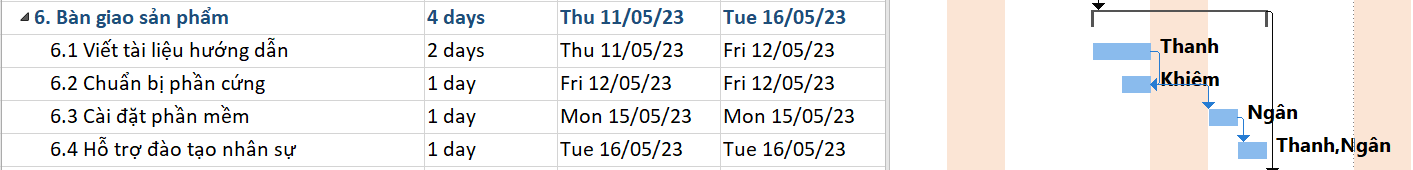 6. Bàn giao sản phẩm 4 days Thu 11/05/23 Tue 16/05/23
6.1 Viết tài liệu hướng dẫn 2 days Thu 11/05/23 Fri 12/05/23 Thanh
6.2 Chuẩn bị phần cứng 1 day Fri 12/05/23 Fri 12/05/23 Khiêm
6.3 Cài đặt phần mềm 1 day Mon 15/05/23 Mon 15/05/23 Ngân
6.4 Hỗ trợ đào tạo nhân sự 1 day Tue 16/05/23 Tue 16/05/23 Thanh,Ngân